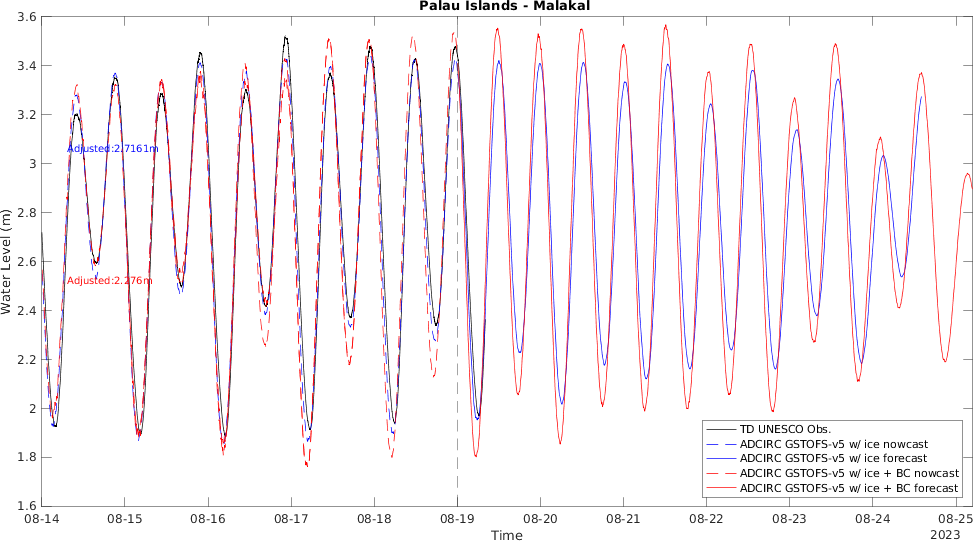 Palau Islands - Malakal
3.6
3.4
3.2
3
2.8
2.6
2.4
2.2
2
1.8
1.6
Water Level (m)
Adjusted:2.7161m
Adjusted:2.276m
TD UNESCO Obs.
ADCIRC GSTOFS-v5 w/ ice nowcast
ADCIRC GSTOFS-v5 w/ ice forecast
ADCIRC GSTOFS-v5 w/ ice + BC nowcast
ADCIRC GSTOFS-v5 w/ ice + BC forecast
08-14 08-15 08-16 08-17 08-18 08-19 08-20 08-21 08-22 08-23 08-24 08-25
Time
2023